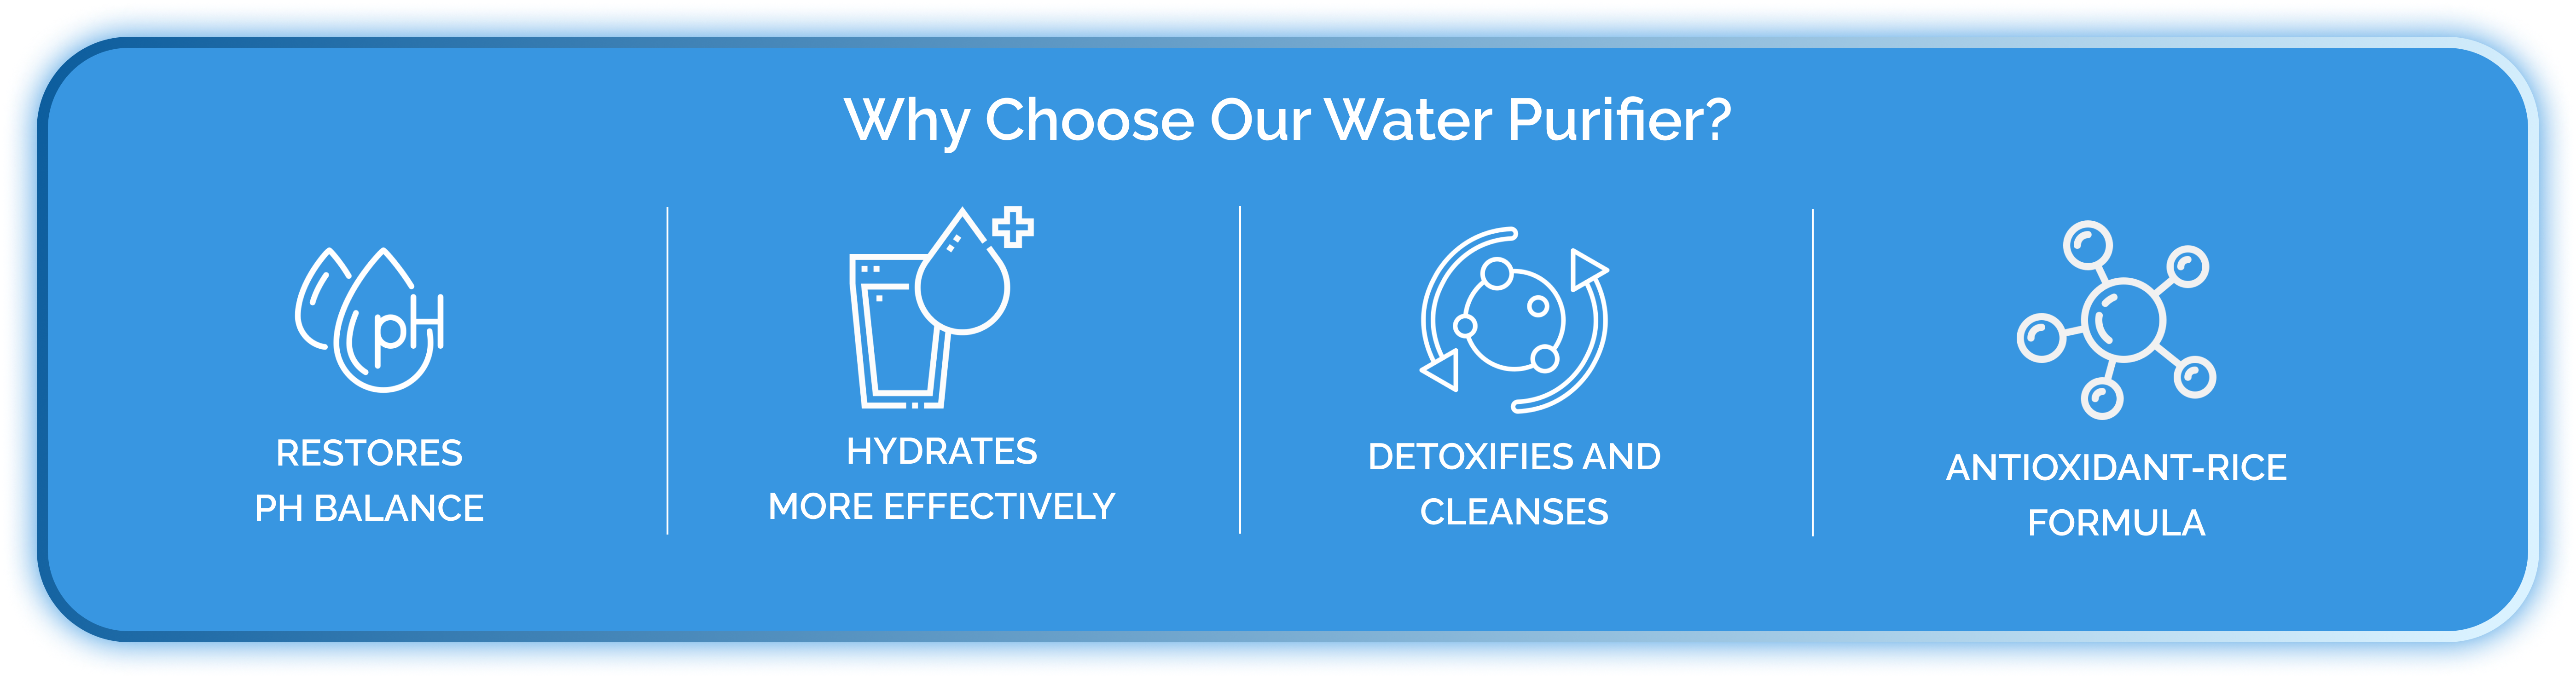 Why Choose Our Water Purifier?
pH
RESTORES
PH BALANCE
HYDRATES
MORE EFFECTIVELY
DETOXIFIES AND
CLEANSES
ANTIOXIDANT-RICE
FORMULA